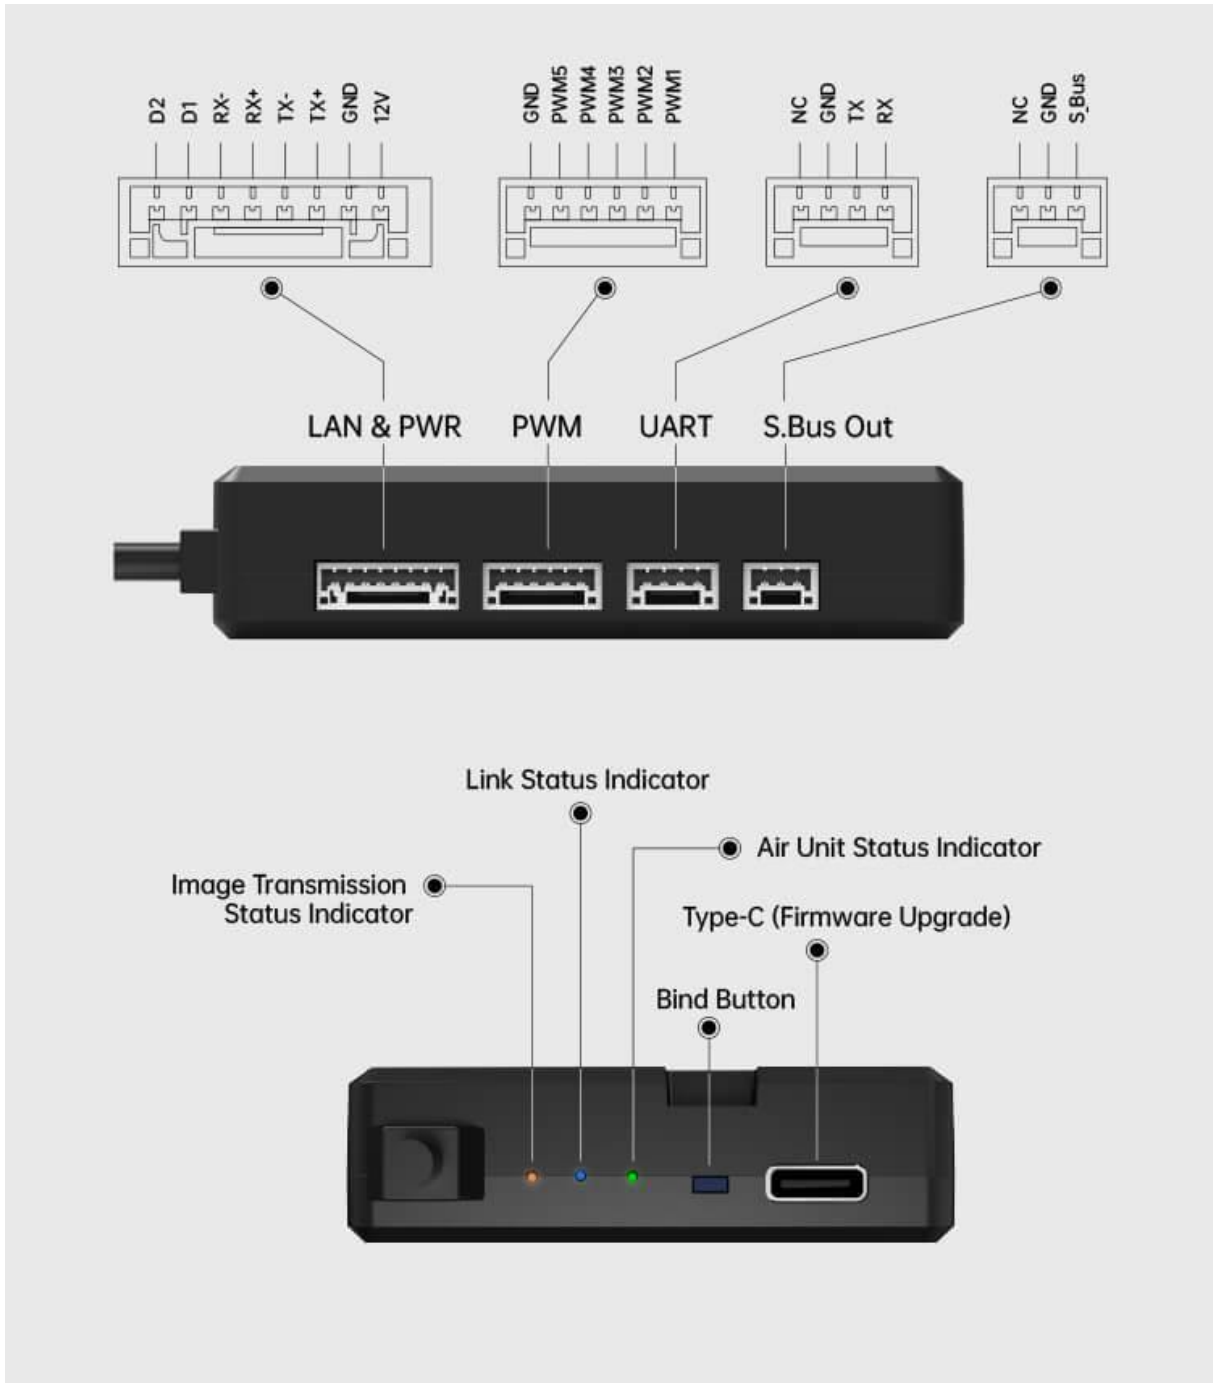 D2 D1 RX- RX+ TX- TX+ GND 12V
GND PWM5 PWM4 PWM3 PWM2 PWM1
NC GND TX RX
NC GND S_Bus
LAN & PWR
PWM
UART
S.Bus Out
Link Status Indicator
Air Unit Status Indicator
Image Transmission
Status Indicator
Type-C (Firmware Upgrade)
Bind Button